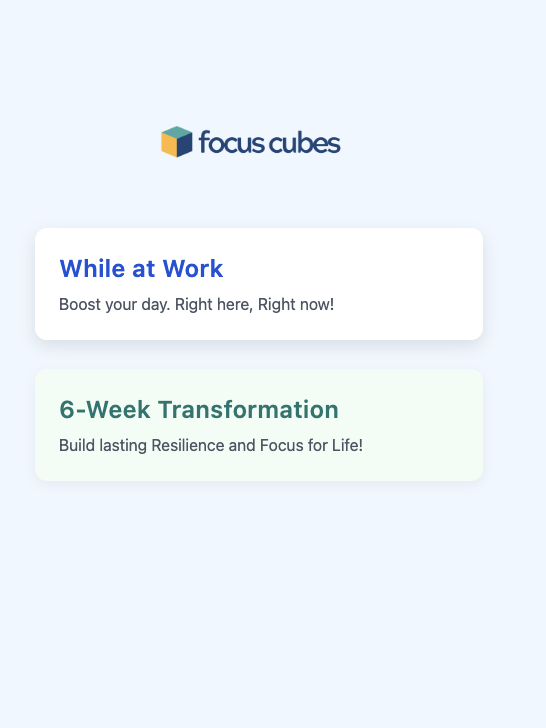 focus cubes
While at Work
Boost your day. Right here, Right now!
6-Week Transformation
Build lasting Resilience and Focus for Life!